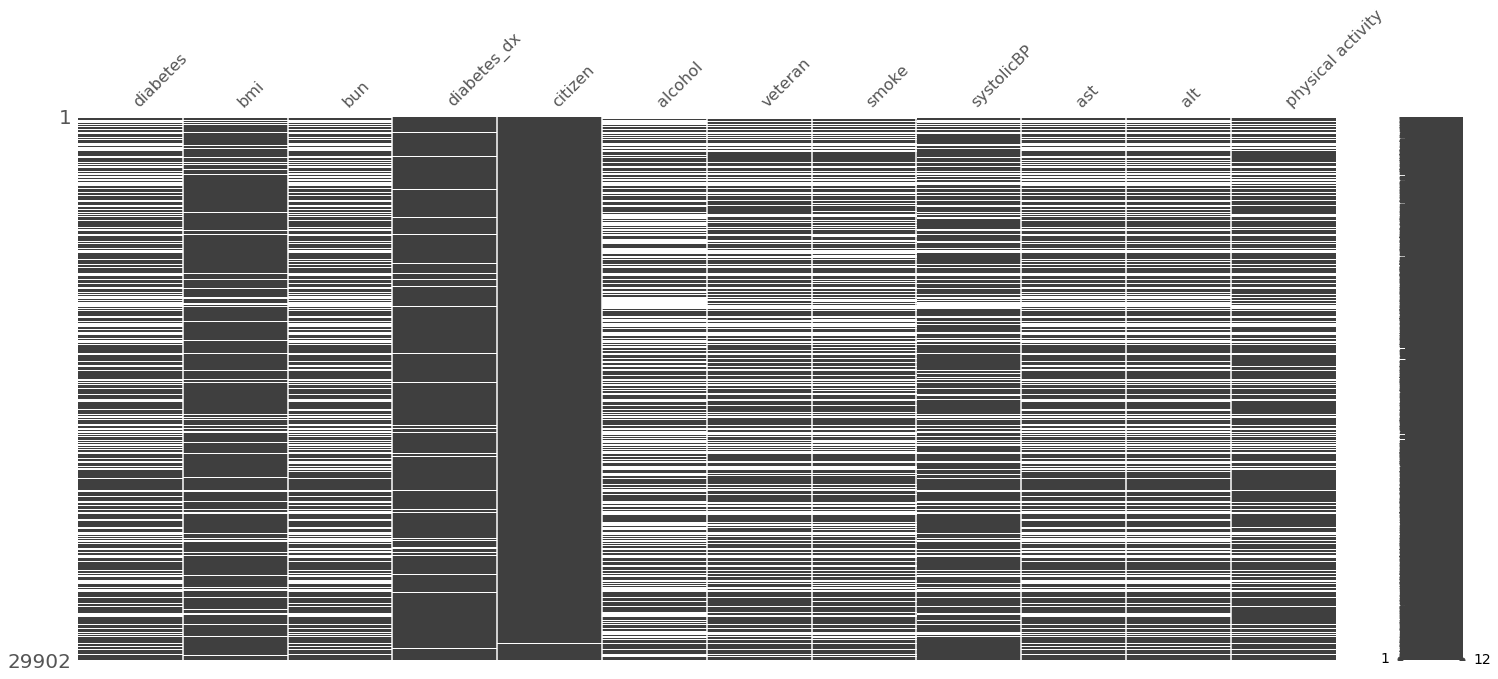 diabetes
bmi
bun
diabetes_dx
citizen
alcohol
veteran
smoke
systolicBP
ast
alt
physical activity
1
29902
1
12